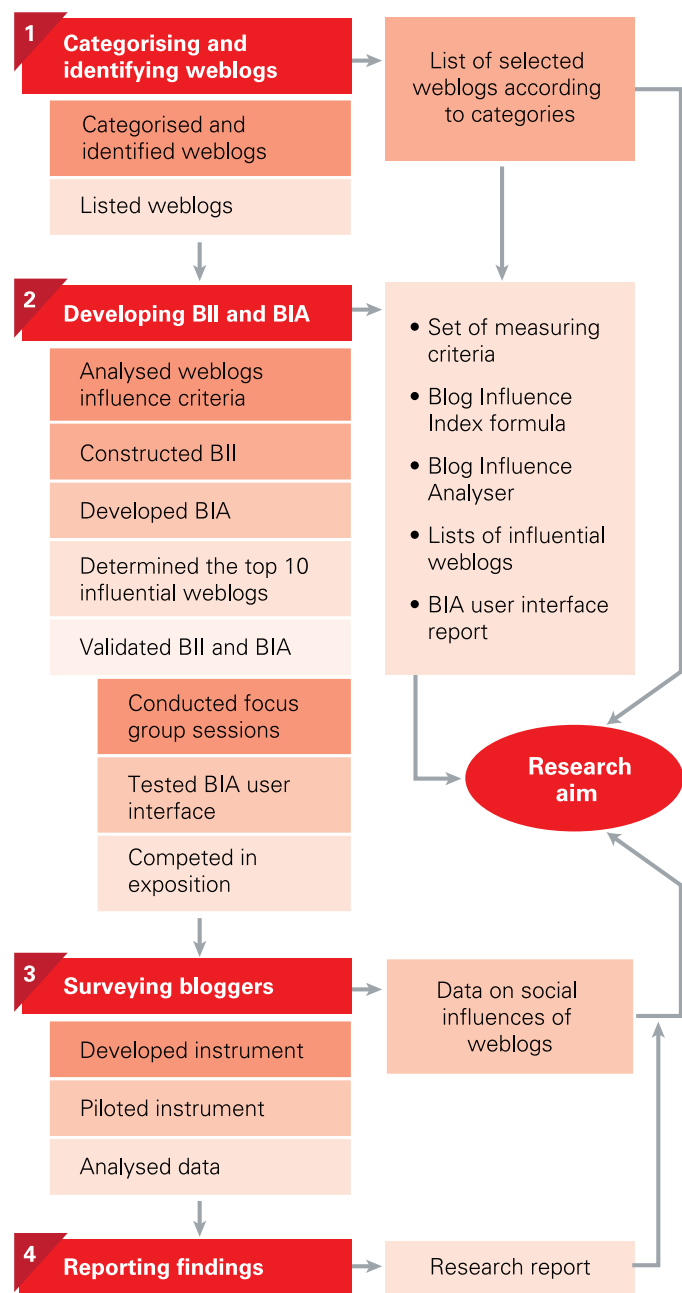 1
Categorising and
identifying weblogs
List of selected
weblogs according
to categories
Categorised and
identified weblogs
Listed weblogs
2
Developing BII and BIA
Analysed weblogs
influence criteria
Constructed BII
Developed BIA
Determined the top 10
influential weblogs
Validated BII and BIA
Conducted focus
group sessions
Tested BIA user
interface
Competed in
exposition
• Set of measuring
criteria
• Blog Influence
Index formula
• Blog Influence
Analyser
• Lists of influential
weblogs
• BIA user interface
report
Research
aim
3
Surveying bloggers
Data on social
influences of
weblogs
Developed instrument
Piloted instrument
Analysed data
4
Reporting findings
Research report